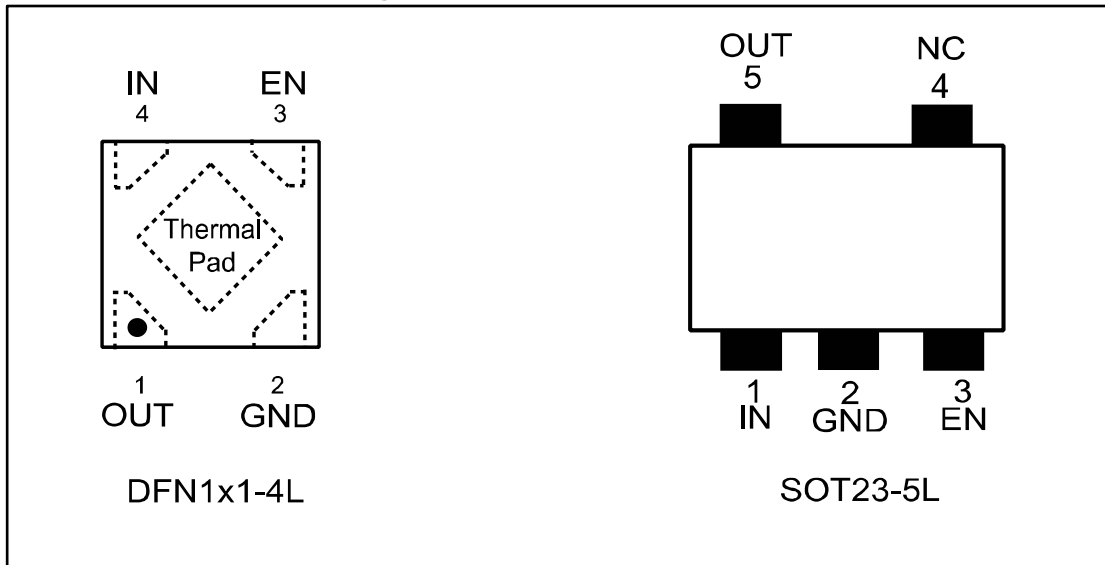 IN EN
4 3
Thermal
Pad
1 2
OUT GND
DFN1x1-4L
OUT NC
5 4
1 2 3
IN GND EN
SOT23-5L